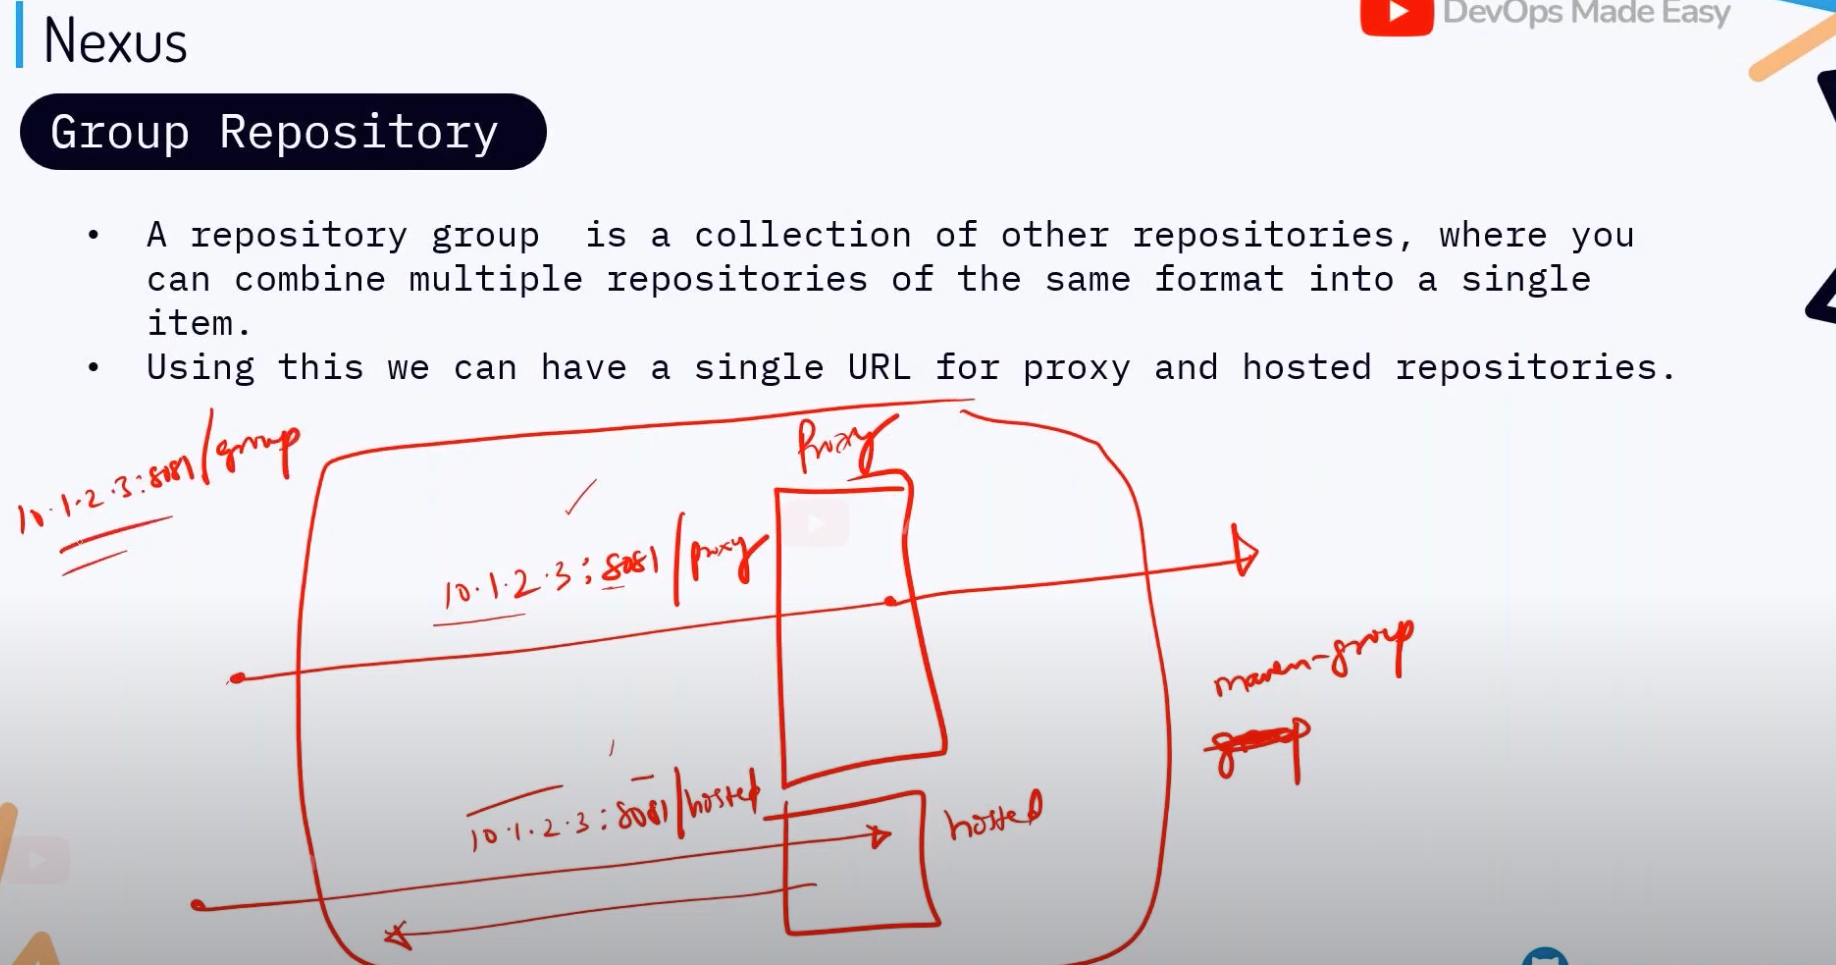 DevOps Made Easy
Nexus
Group Repository
• A repository group is a collection of other repositories, where you
can combine multiple repositories of the same format into a single
item.
• Using this we can have a single URL for proxy and hosted repositories.
10.1.2.3:8081/group
Proxy
10.1.2.3:8081/proxy
maven-group
group
10.1.2.3:8081/hosted
hosted